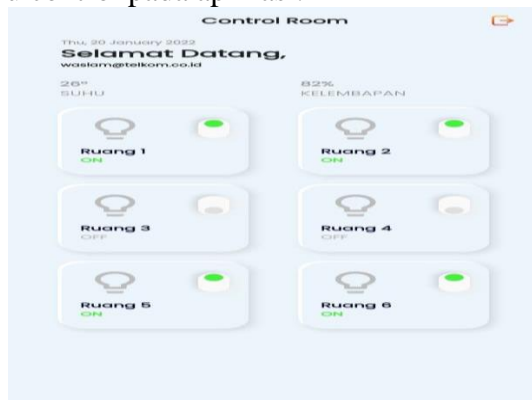 Control Room
Thu, 20 January 2022
Selamat Datang,
waslam@telkom.co.id
26° 82%
SUHU KELEMBAPAN
Ruang 1 Ruang 2
ON ON
Ruang 3 Ruang 4
OFF OFF
Ruang 5 Ruang 6
ON ON